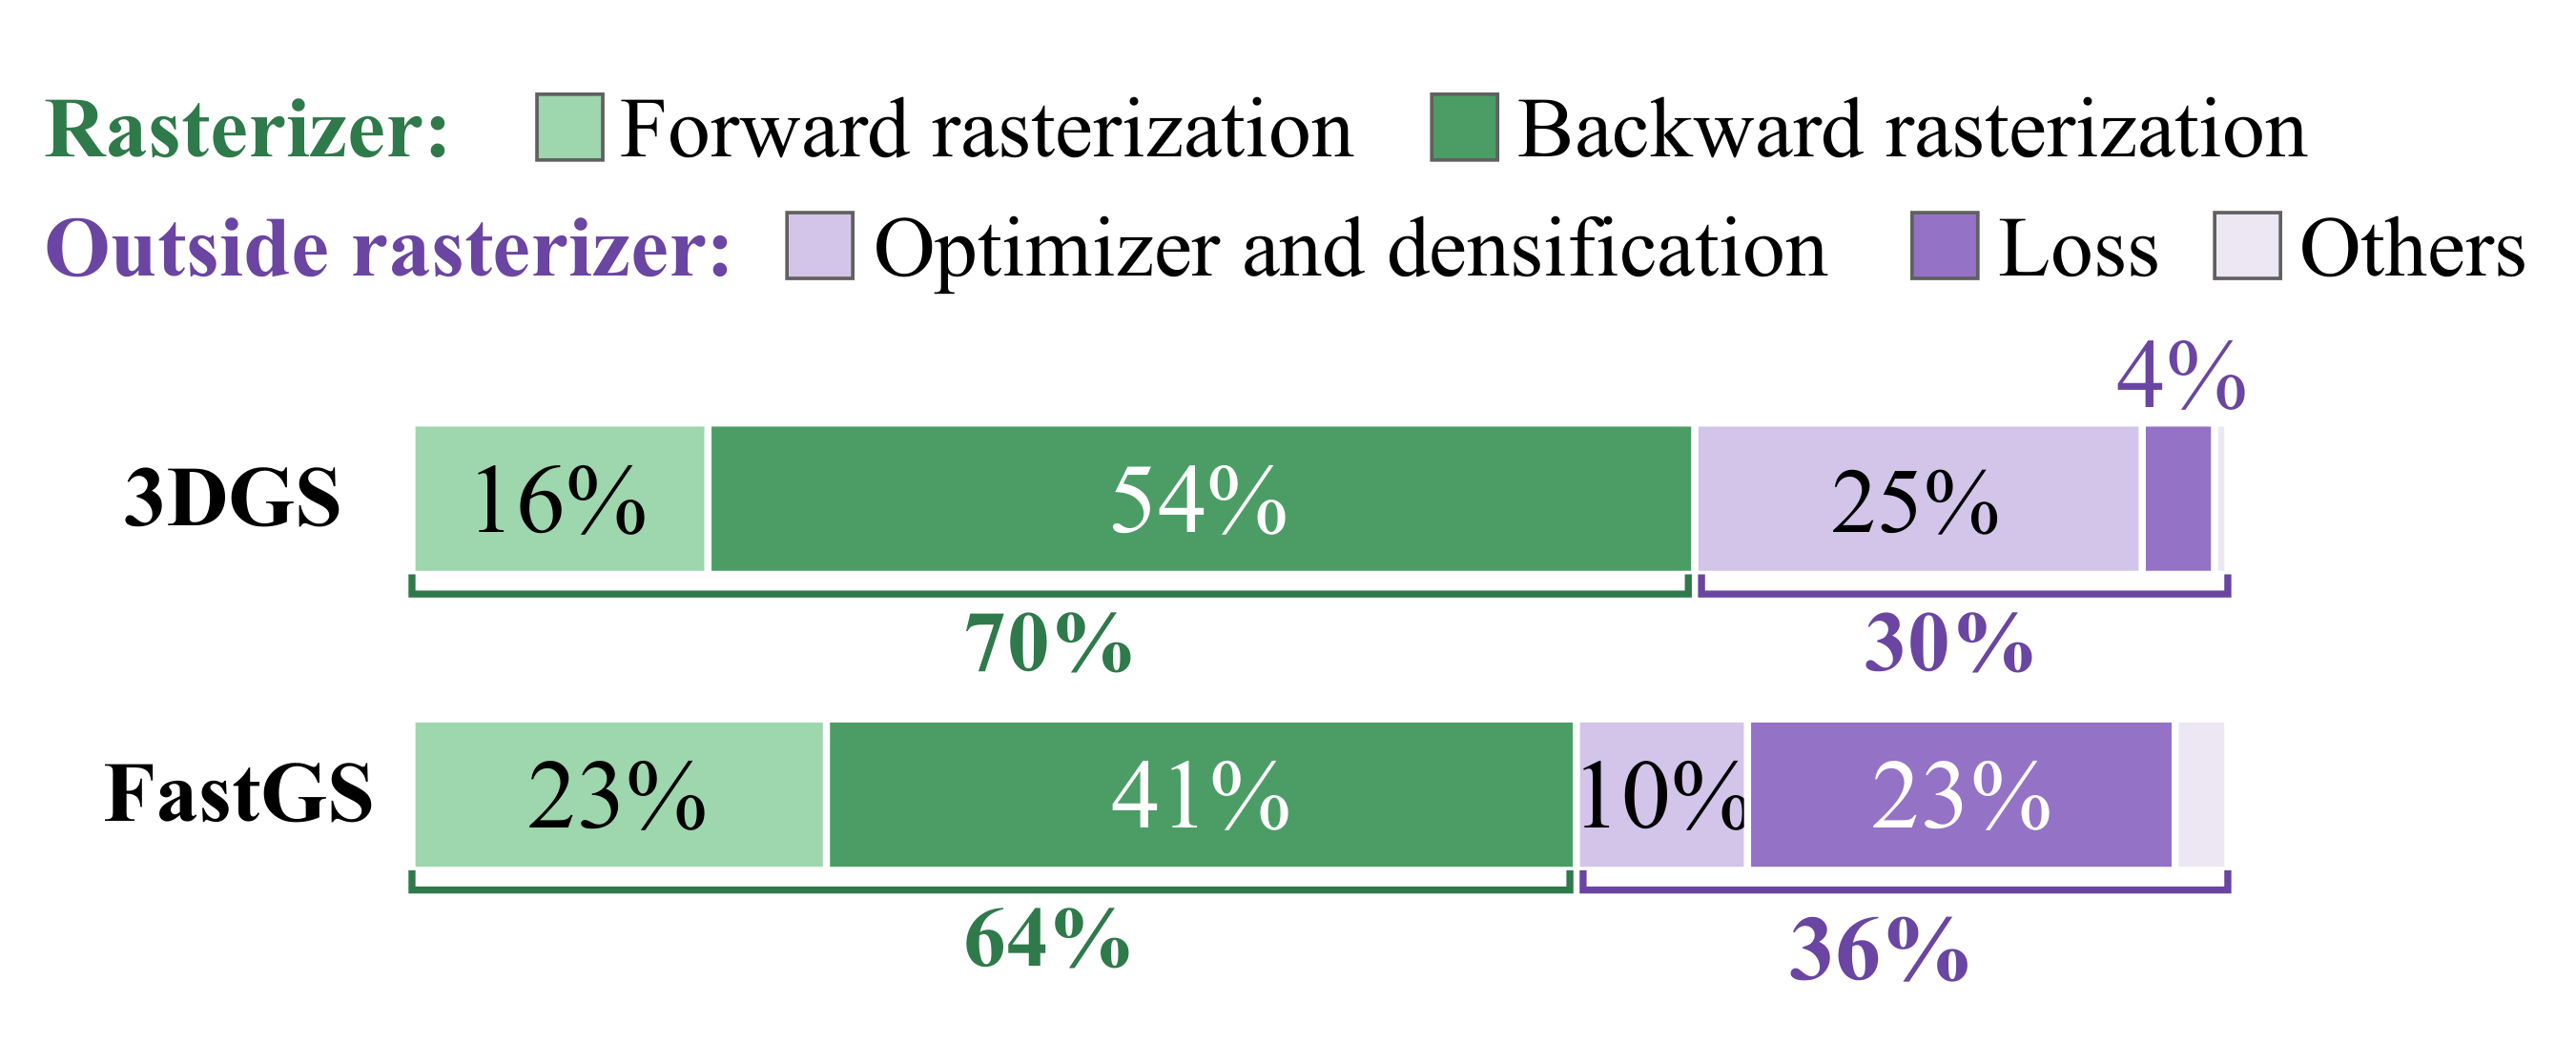 Rasterizer: Forward rasterization Backward rasterization
Outside rasterizer: Optimizer and densification Loss Others
4%
3DGS 16% 54% 25%
70% 30%
FastGS 23% 41% 10% 23%
64% 36%